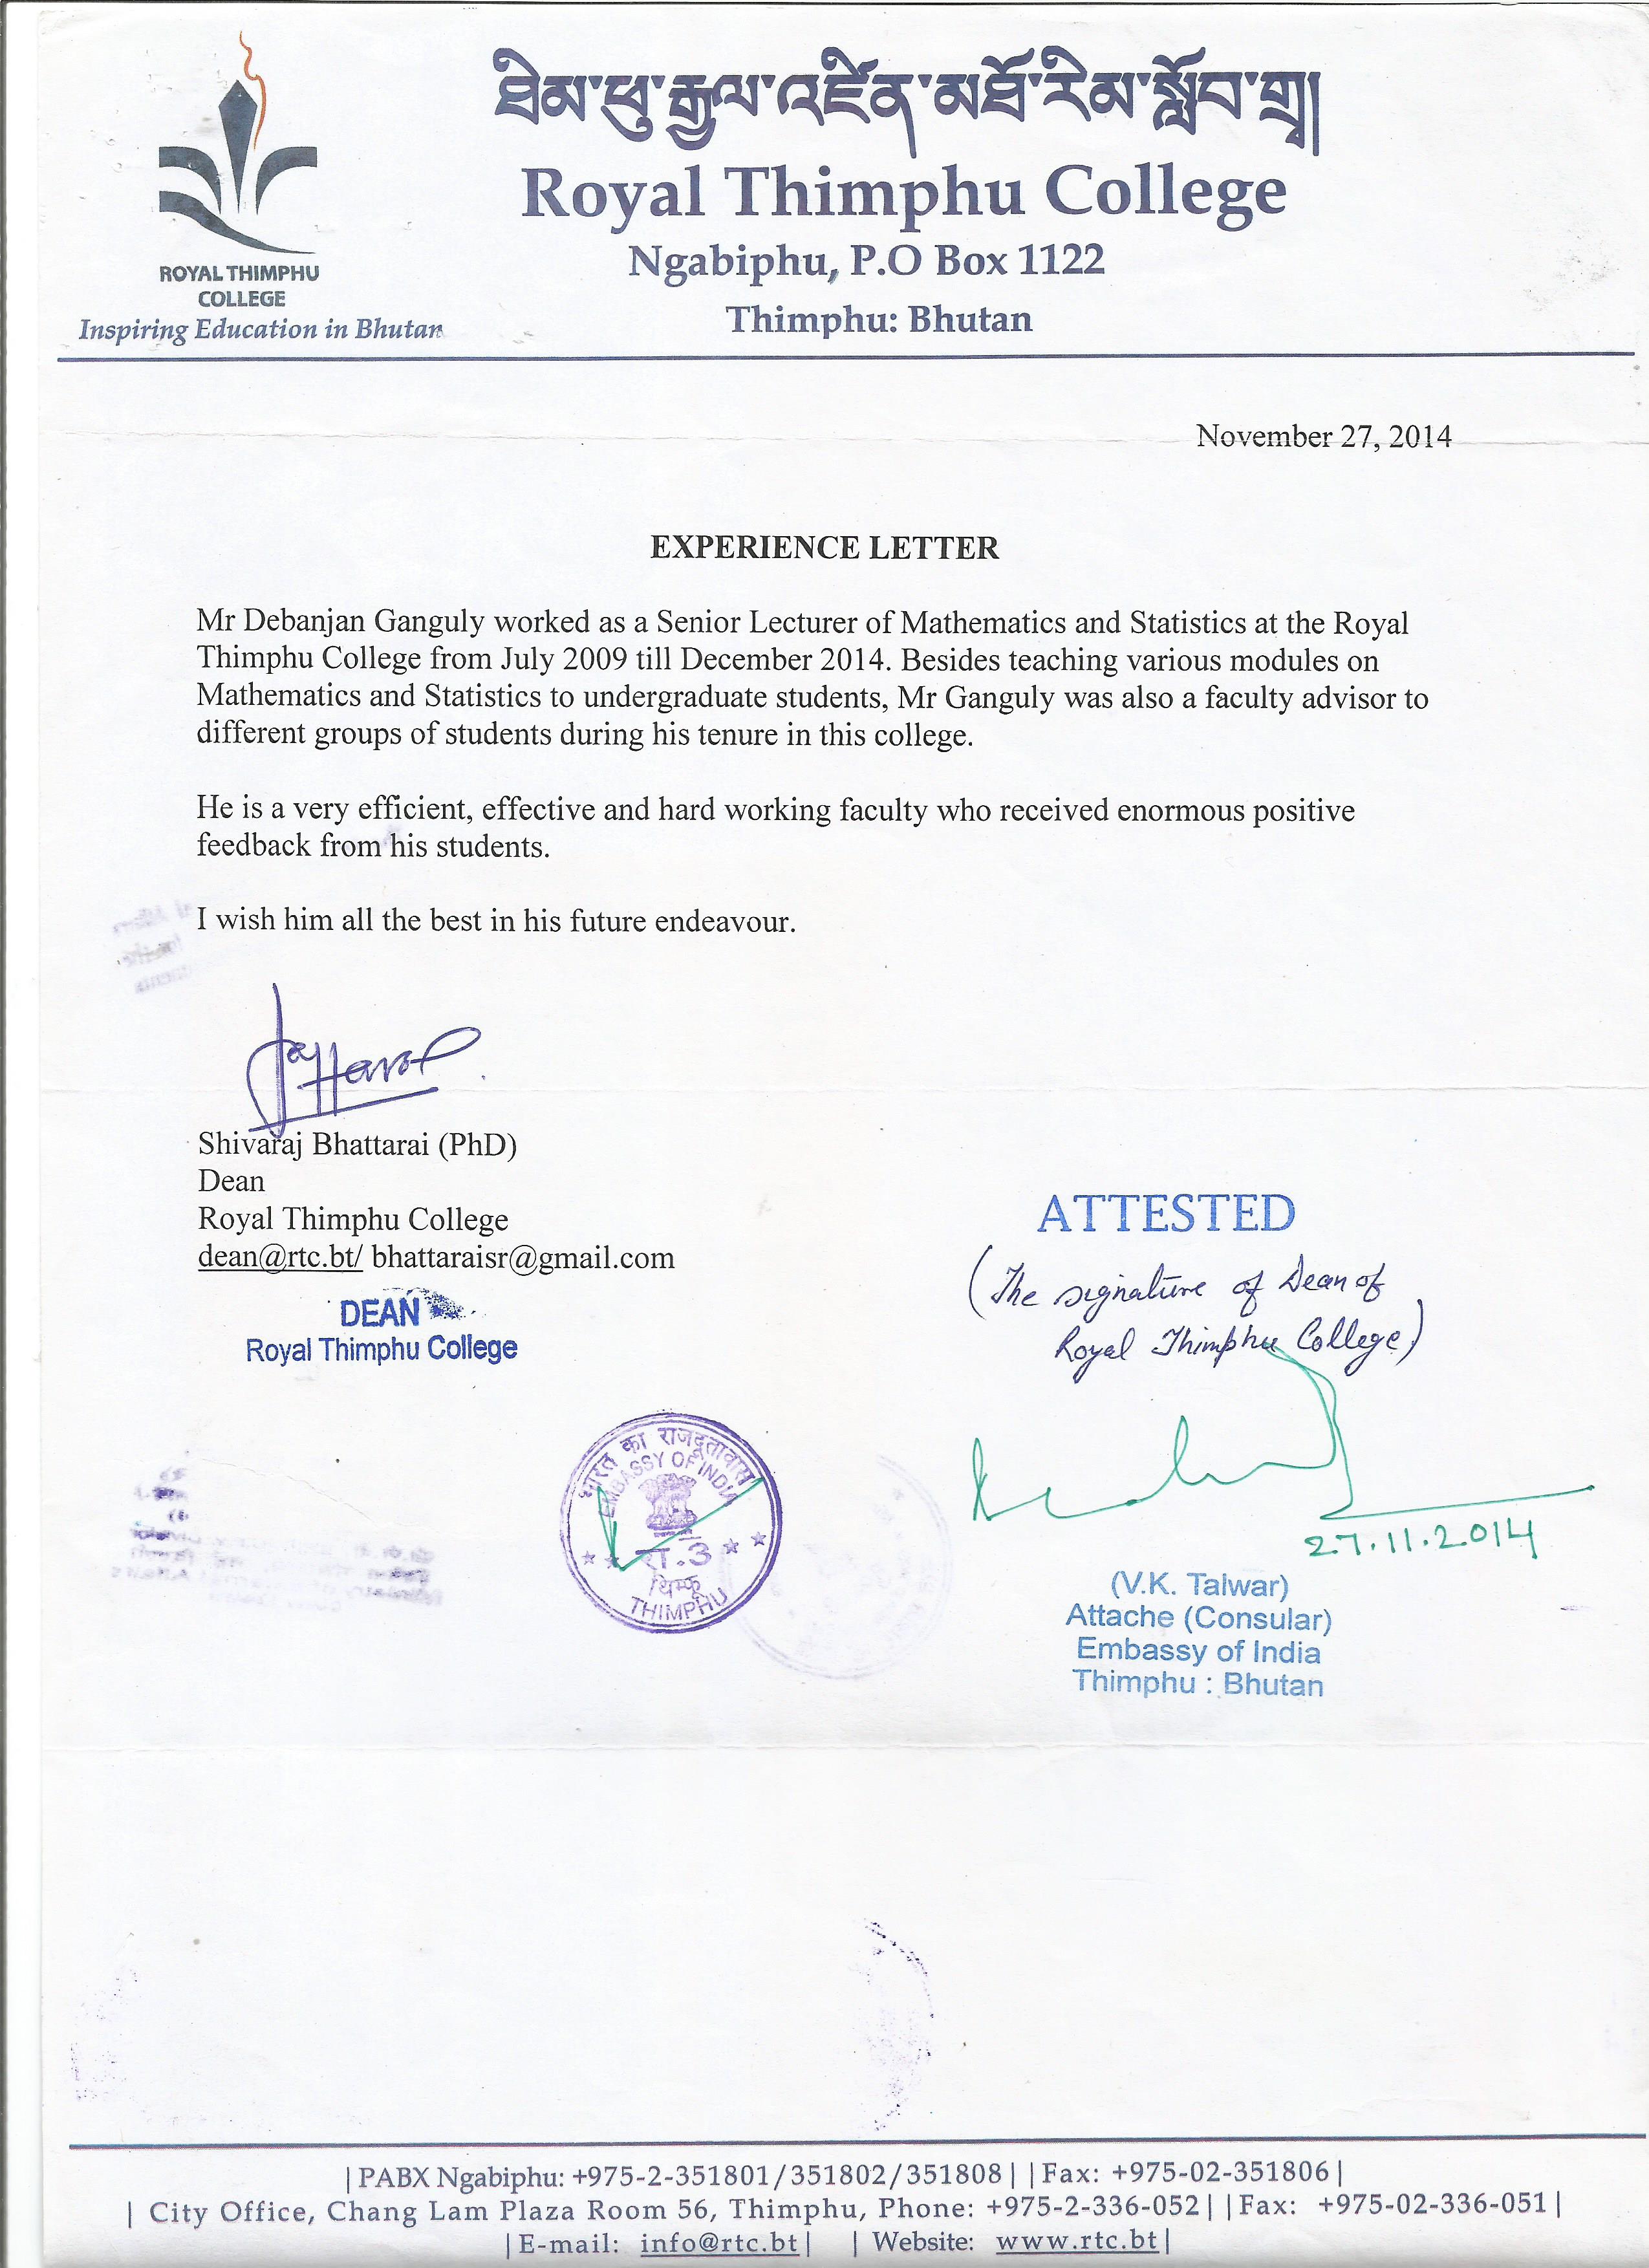 ཐིམ་ཕུ་རྒྱལ་འཛིན་མཐོ་རིམ་སློབ་གྲྭ།
Royal Thimphu College
Ngabiphu, P.O Box 1122
Thimphu: Bhutan
ROYAL THIMPHU
COLLEGE
Inspiring Education in Bhutan
November 27, 2014
EXPERIENCE LETTER
Mr Debanjan Ganguly worked as a Senior Lecturer of Mathematics and Statistics at the Royal
Thimphu College from July 2009 till December 2014. Besides teaching various modules on
Mathematics and Statistics to undergraduate students, Mr Ganguly was also a faculty advisor to
different groups of students during his tenure in this college.
He is a very efficient, effective and hard working faculty who received enormous positive
feedback from his students.
I wish him all the best in his future endeavour.
Shivaraj Bhattarai (PhD)
Dean
Royal Thimphu College
dean@rtc.bt/ bhattaraisr@gmail.com
DEAN
Royal Thimphu College
ATTESTED
(The signature of Dean of
Royal Thimphu College)
भारत का राजदूतावास
EMBASSY OF INDIA
रा.3
थिम्फू
THIMPHU
27.11.2014
(V.K. Talwar)
Attache (Consular)
Embassy of India
Thimphu : Bhutan
|PABX Ngabiphu: +975-2-351801/351802/351808| |Fax: +975-02-351806|
| City Office, Chang Lam Plaza Room 56, Thimphu, Phone: +975-2-336-052| |Fax: +975-02-336-051|
|E-mail: info@rtc.bt| | Website: www.rtc.bt|